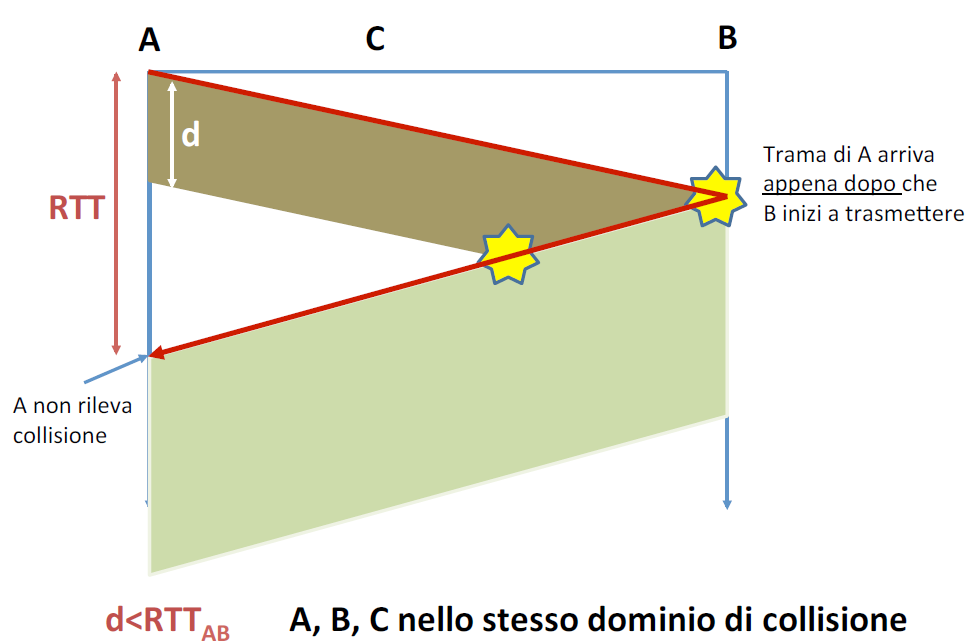 A C B
d
RTT
Trama di A arriva
appena dopo che
B inizi a trasmettere
A non rileva
collisione
d<RTTAB A, B, C nello stesso dominio di collisione